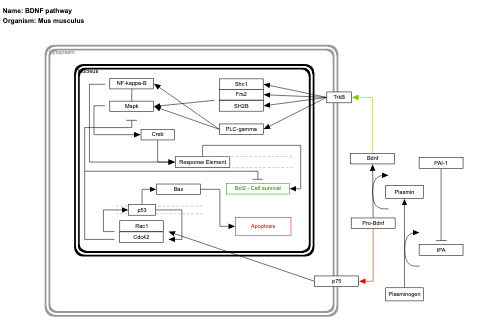 Name: BDNF pathway
Organism: Mus musculus
Cytoplasm
Nucleus
NF-kappa-B
Shc1
Frs2
TrkB
Mapk
SH2B
PLC-gamma
Creb
Response Element
Bdnf
PAI-1
Bax
Bcl2 - Cell survival
Plasmin
p53
Rac1
Apoptosis
Pro-Bdnf
Cdc42
tPA
p75
Plasminogen